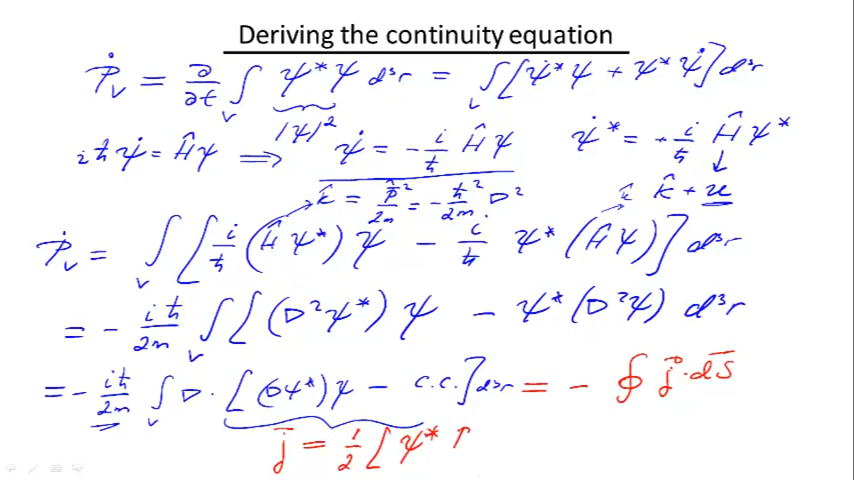 Deriving the continuity equation
Ṗ_V = ∂/∂t ∫_V ψ*ψ d³r = ∫_V [ψ̇*ψ + ψ*ψ̇] d³r
|ψ|²
iħψ̇ = Ĥψ ⟹ ψ̇ = -i/ħ Ĥψ ψ̇* = +i/ħ Ĥψ*
k̂ = p̂²/2m = -ħ²/2m ∇² k̂ k̂ + u
Ṗ_V = ∫_V [i/ħ (Ĥψ*)ψ - i/ħ ψ*(Ĥψ)] d³r
= - iħ/2m ∫_V [(∇²ψ*)ψ - ψ*(∇²ψ) d³r
= - iħ/2m ∫_V ∇·[(∇ψ*)ψ - c.c.] d³r = - ∮ j⃗·dS̅
j̅ = 1/2 [ψ*